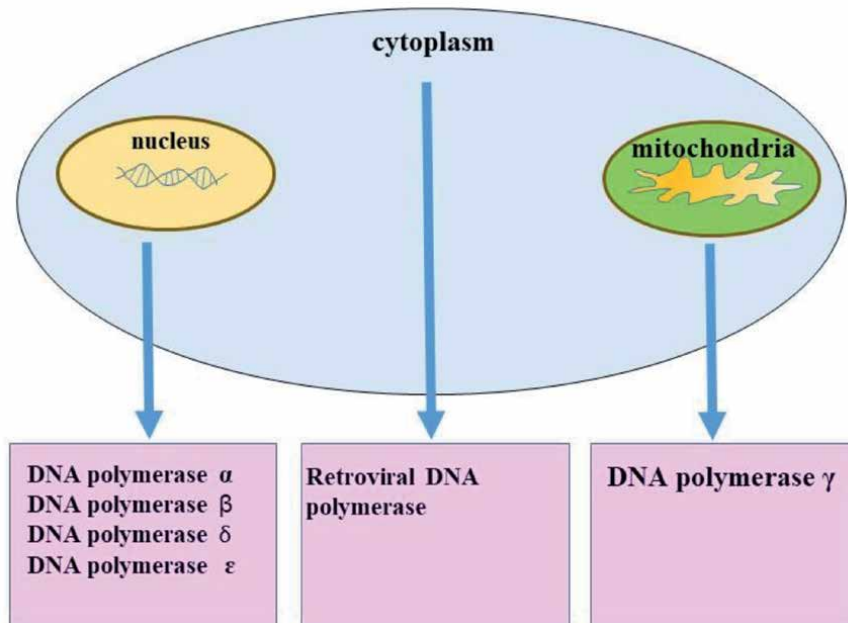 cytoplasm
nucleus
mitochondria
DNA polymerase α
DNA polymerase β
DNA polymerase δ
DNA polymerase ε
Retroviral DNA
polymerase
DNA polymerase γ